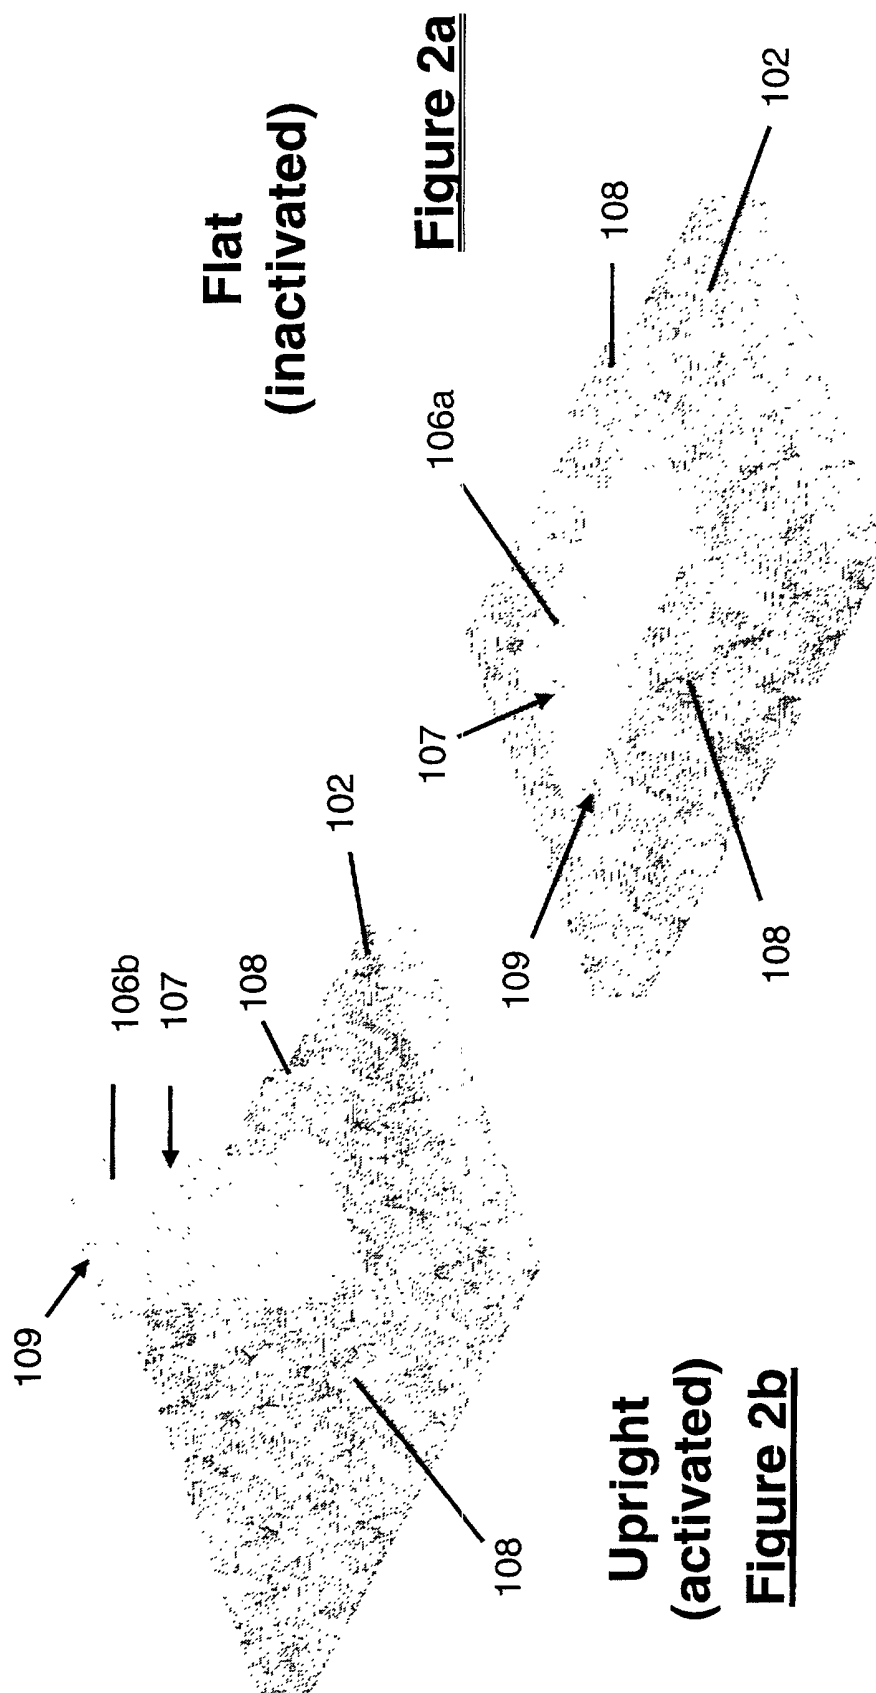 Flat
(inactivated)
Figure 2a
106a
108
102
107
109
108
109
106b
107
108
102
108
Upright
(activated)
Figure 2b